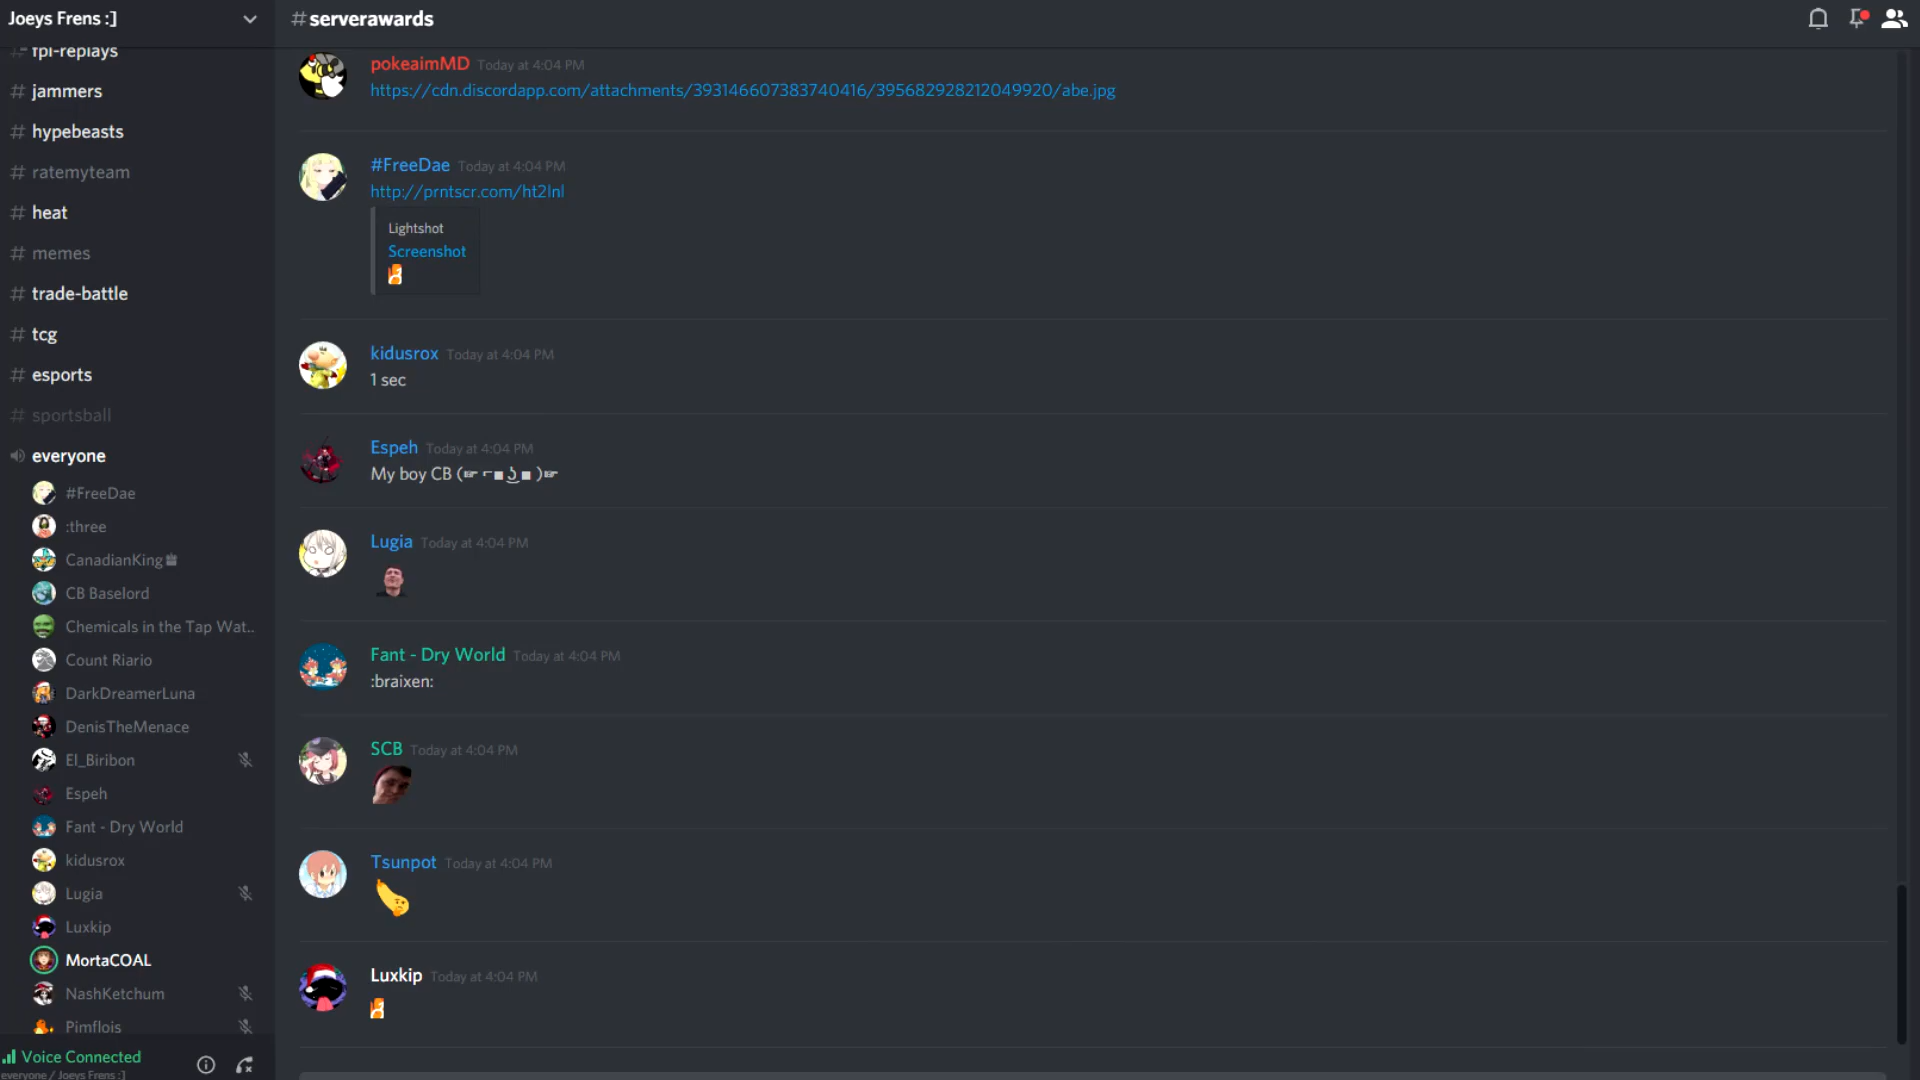 Joeys Frens :]
fpl-replays
# jammers
# hypebeasts
# ratemyteam
# heat
# memes
# trade-battle
# tcg
# esports
# sportsball
everyone
#FreeDae
:three
CanadianKing
CB Baselord
Chemicals in the Tap Wat..
Count Riario
DarkDreamerLuna
DenisTheMenace
El_Biribon
Espeh
Fant - Dry World
kidusrox
Lugia
Luxkip
MortaCOAL
NashKetchum
Pimflois
Voice Connected
everyone / Joeys Frens :]
#serverawards
pokeaimMD Today at 4:04 PM
https://cdn.discordapp.com/attachments/393146607383740416/395682928212049920/abe.jpg
#FreeDae Today at 4:04 PM
http://prntscr.com/ht2lnl
Lightshot
Screenshot
kidusrox Today at 4:04 PM
1 sec
Espeh Today at 4:04 PM
My boy CB (☞ ⌐■ ʖ̯ ■ )☞
Lugia Today at 4:04 PM
Fant - Dry World Today at 4:04 PM
:braixen:
SCB Today at 4:04 PM
Tsunpot Today at 4:04 PM
Luxkip Today at 4:04 PM